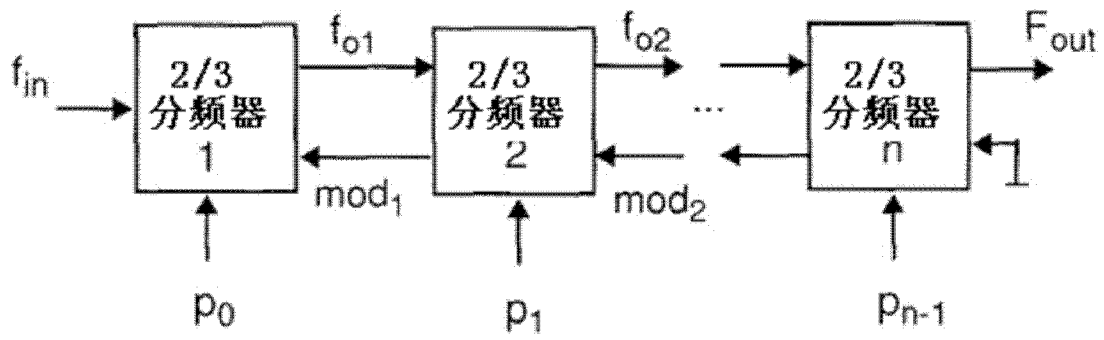 f_in
2/3
分频器
1
f_o1
mod_1
2/3
分频器
2
f_o2
mod_2
...
2/3
分频器
n
F_out
p_0
p_1
p_n-1